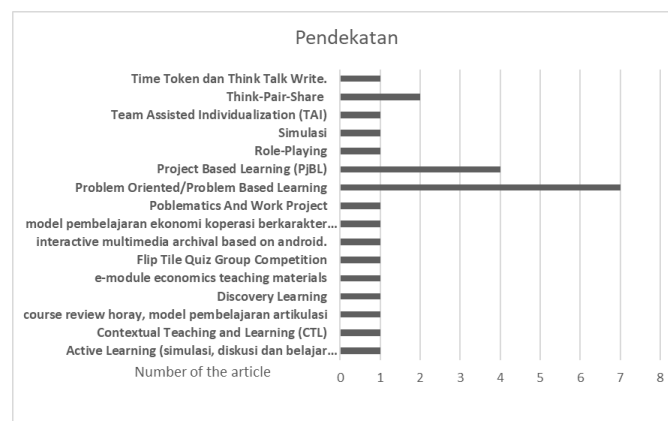 Pendekatan
Time Token dan Think Talk Write.
Think-Pair-Share
Team Assisted Individualization (TAI)
Simulasi
Role-Playing
Project Based Learning (PjBL)
Problem Oriented/Problem Based Learning
Poblematics And Work Project
model pembelajaran ekonomi koperasi berkarakter…
interactive multimedia archival based on android.
Flip Tile Quiz Group Competition
e-module economics teaching materials
Discovery Learning
course review horay, model pembelajaran artikulasi
Contextual Teaching and Learning (CTL)
Active Learning (simulasi, diskusi dan belajar…
Number of the article
0 1 2 3 4 5 6 7 8